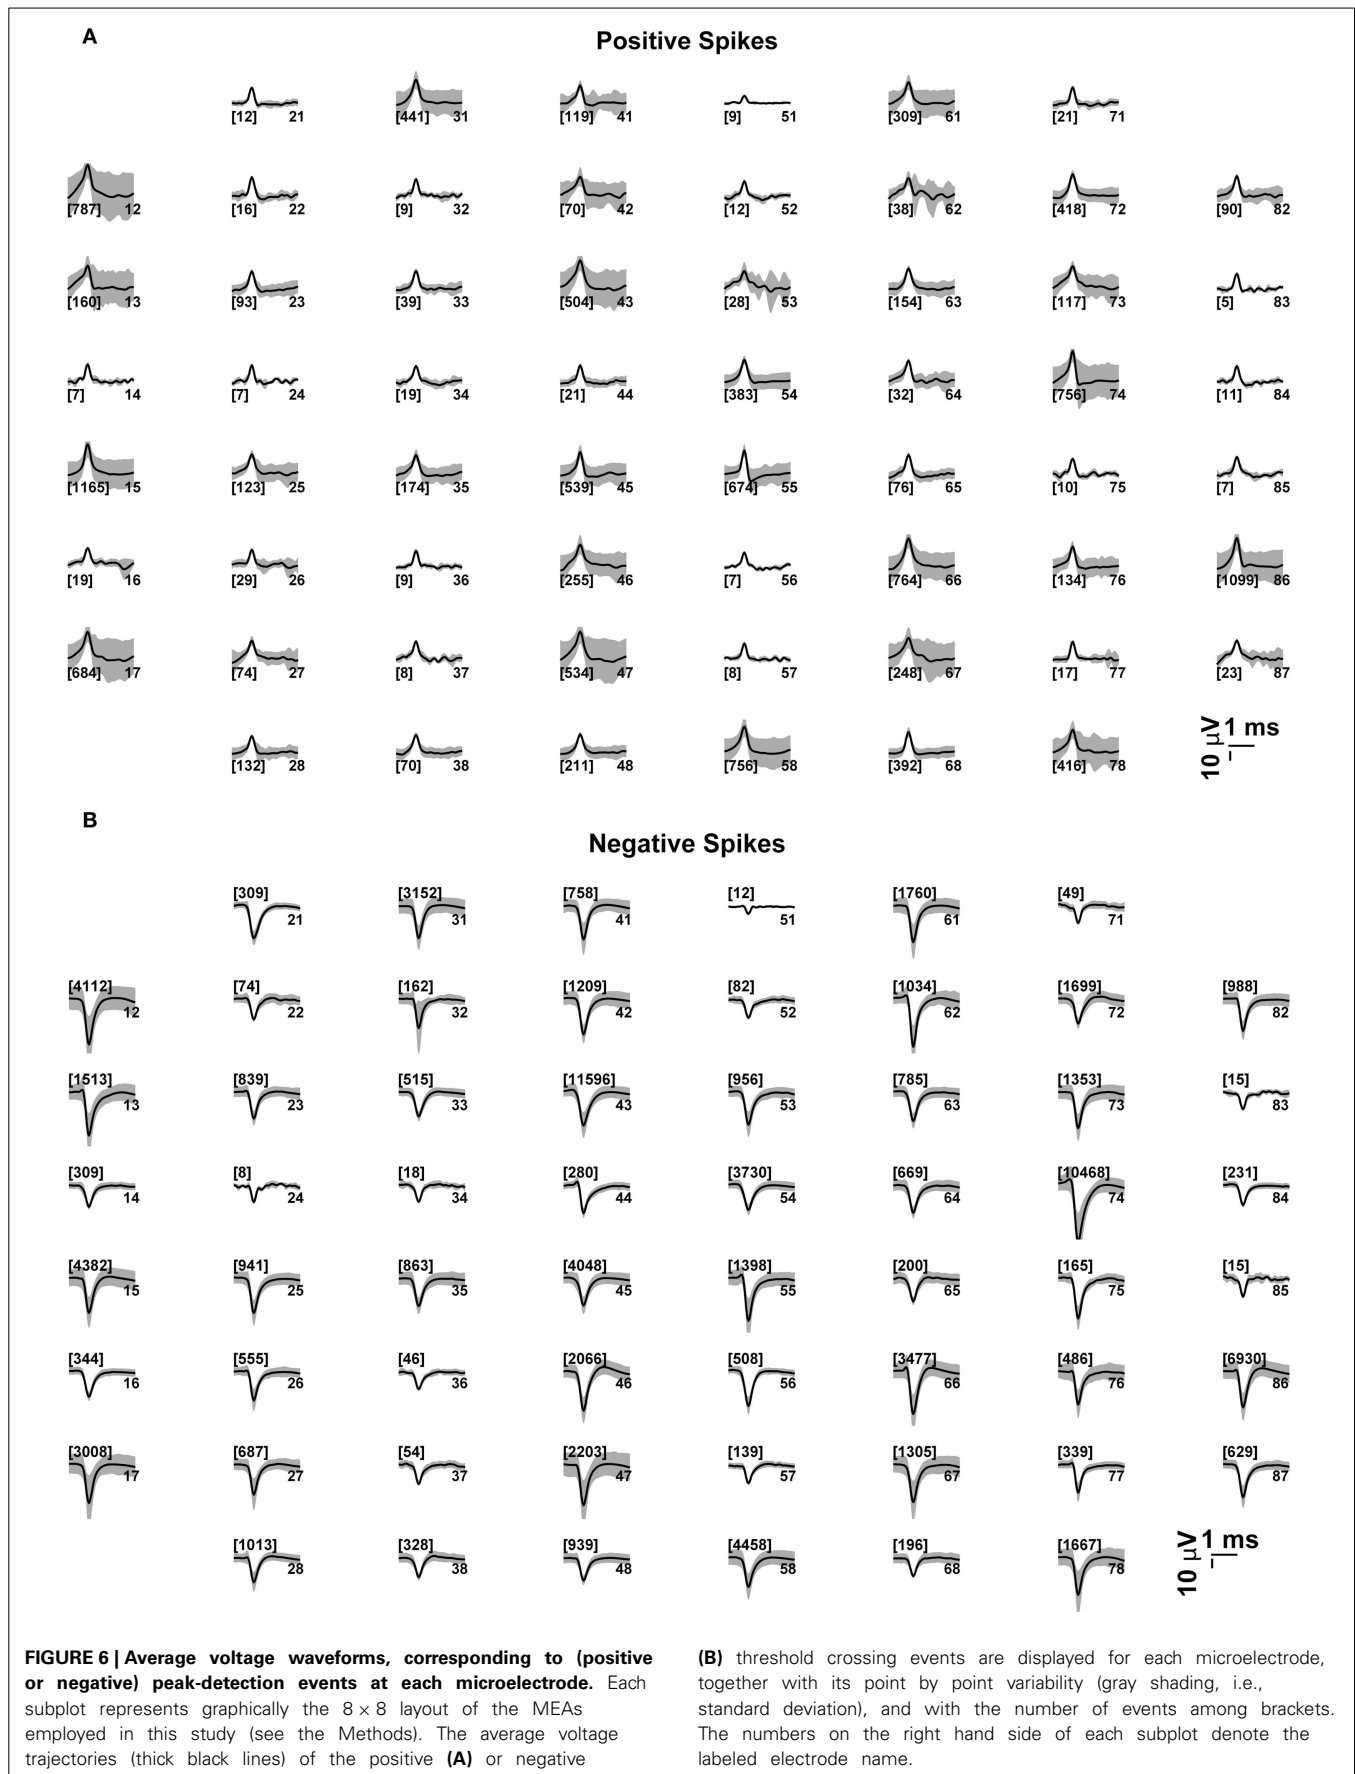 A
Positive Spikes
[12] 21 [441] 31 [119] 41 [9] 51 [309] 61 [21] 71
[787] 12 [16] 22 [9] 32 [70] 42 [12] 52 [38] 62 [418] 72 [90] 82
[160] 13 [93] 23 [39] 33 [504] 43 [28] 53 [154] 63 [117] 73 [5] 83
[7] 14 [7] 24 [19] 34 [21] 44 [383] 54 [32] 64 [756] 74 [11] 84
[1165] 15 [123] 25 [174] 35 [539] 45 [674] 55 [76] 65 [10] 75 [7] 85
[19] 16 [29] 26 [9] 36 [255] 46 [7] 56 [764] 66 [134] 76 [1099] 86
[684] 17 [74] 27 [8] 37 [534] 47 [8] 57 [248] 67 [17] 77 [23] 87
[132] 28 [70] 38 [211] 48 [756] 58 [392] 68 [416] 78
10 µV 1 ms
B
Negative Spikes
[309] [3152] [758] [12] [1760] [49]
21 31 41 51 61 71
[4112] [74] [162] [1209] [82] [1034] [1699] [988]
12 22 32 42 52 62 72 82
[1513] [839] [515] [11596] [956] [785] [1353] [15]
13 23 33 43 53 63 73 83
[309] [8] [18] [280] [3730] [669] [10468] [231]
14 24 34 44 54 64 74 84
[4382] [941] [863] [4048] [1398] [200] [165] [15]
15 25 35 45 55 65 75 85
[344] [555] [46] [2066] [508] [3477] [486] [6930]
16 26 36 46 56 66 76 86
[3008] [687] [54] [2203] [139] [1305] [339] [629]
17 27 37 47 57 67 77 87
[1013] [328] [939] [4458] [196] [1667]
28 38 48 58 68 78
10 µV 1 ms
FIGURE 6 | Average voltage waveforms, corresponding to (positive
or negative) peak-detection events at each microelectrode. Each
subplot represents graphically the 8 × 8 layout of the MEAs
employed in this study (see the Methods). The average voltage
trajectories (thick black lines) of the positive (A) or negative
(B) threshold crossing events are displayed for each microelectrode,
together with its point by point variability (gray shading, i.e.,
standard deviation), and with the number of events among brackets.
The numbers on the right hand side of each subplot denote the
labeled electrode name.